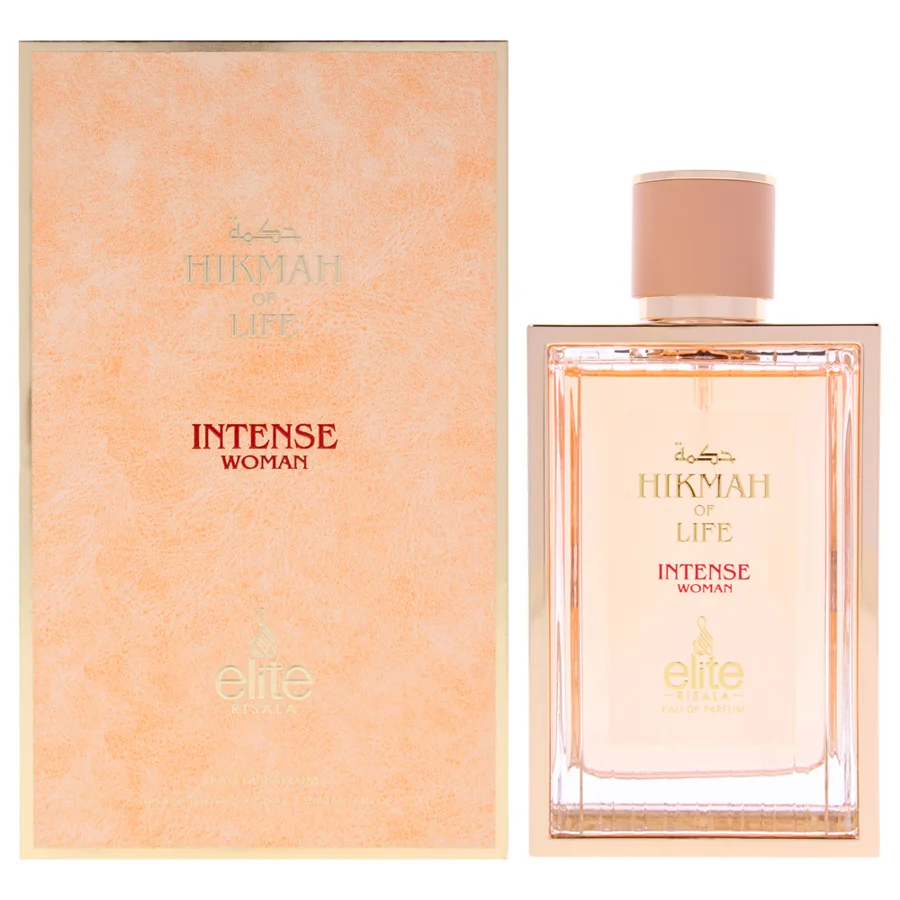 حكمة
HIKMAH
OF
LIFE
INTENSE
WOMAN
elite
RISALA
حكمة
HIKMAH
OF
LIFE
INTENSE
WOMAN
elite
RISALA
EAU DE PARFUM